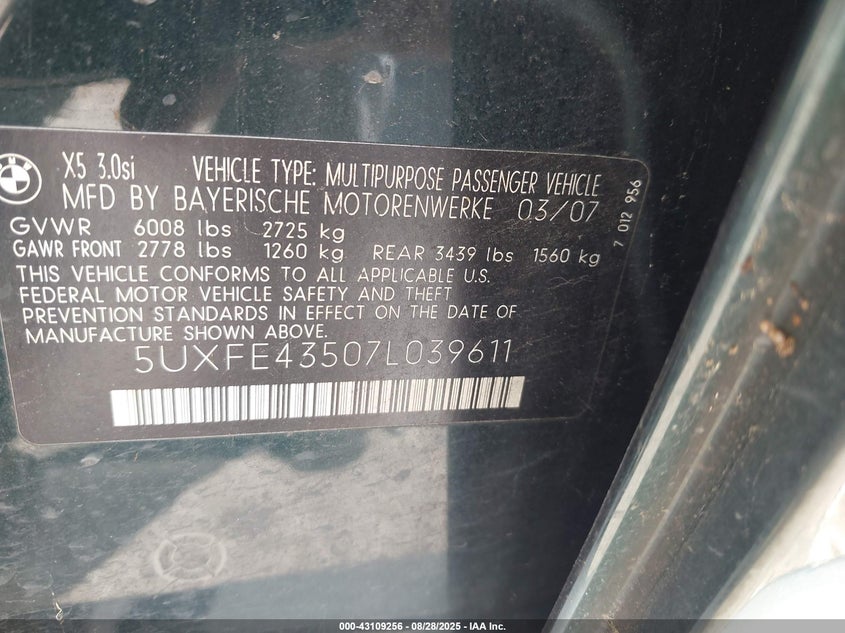 BMW
X5 3.0si VEHICLE TYPE: MULTIPURPOSE PASSENGER VEHICLE
MFD BY BAYERISCHE MOTORENWERKE 03/07
GVWR 6008 lbs 2725 kg
GAWR FRONT 2778 lbs 1260 kg REAR 3439 lbs 1560 kg
THIS VEHICLE CONFORMS TO ALL APPLICABLE U.S.
FEDERAL MOTOR VEHICLE SAFETY AND THEFT
PREVENTION STANDARDS IN EFFECT ON THE DATE OF
MANUFACTURE SHOWN ABOVE.
5UXFE43507L039611
7 012 956
000-43109256 - 08/28/2025 - IAA Inc.